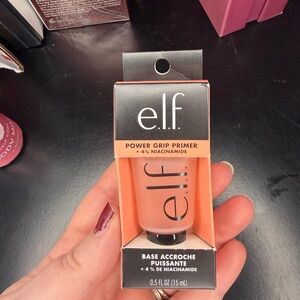 e.l.f.
POWER GRIP PRIMER
+ 4% NIACINAMIDE
e.l.f.
BASE ACCROCHE
PUISSANTE
+ 4 % DE NIACINAMIDE
0.5 FL OZ (15 mL)